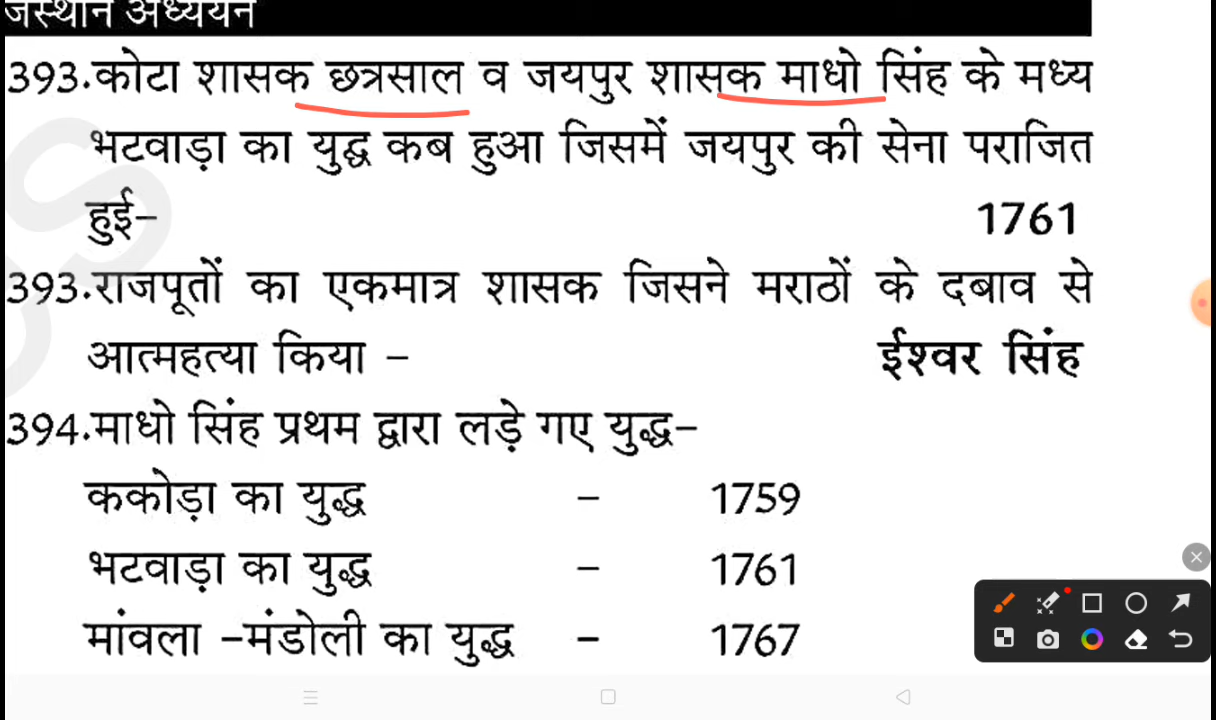 जस्थान अध्ययन
393.कोटा शासक छत्रसाल व जयपुर शासक माधो सिंह के मध्य
भटवाड़ा का युद्ध कब हुआ जिसमें जयपुर की सेना पराजित
हुई- 1761
393.राजपूतों का एकमात्र शासक जिसने मराठों के दबाव से
आत्महत्या किया - ईश्वर सिंह
394.माधो सिंह प्रथम द्वारा लड़े गए युद्ध-
ककोड़ा का युद्ध - 1759
भटवाड़ा का युद्ध - 1761
मांवला -मंडोली का युद्ध - 1767